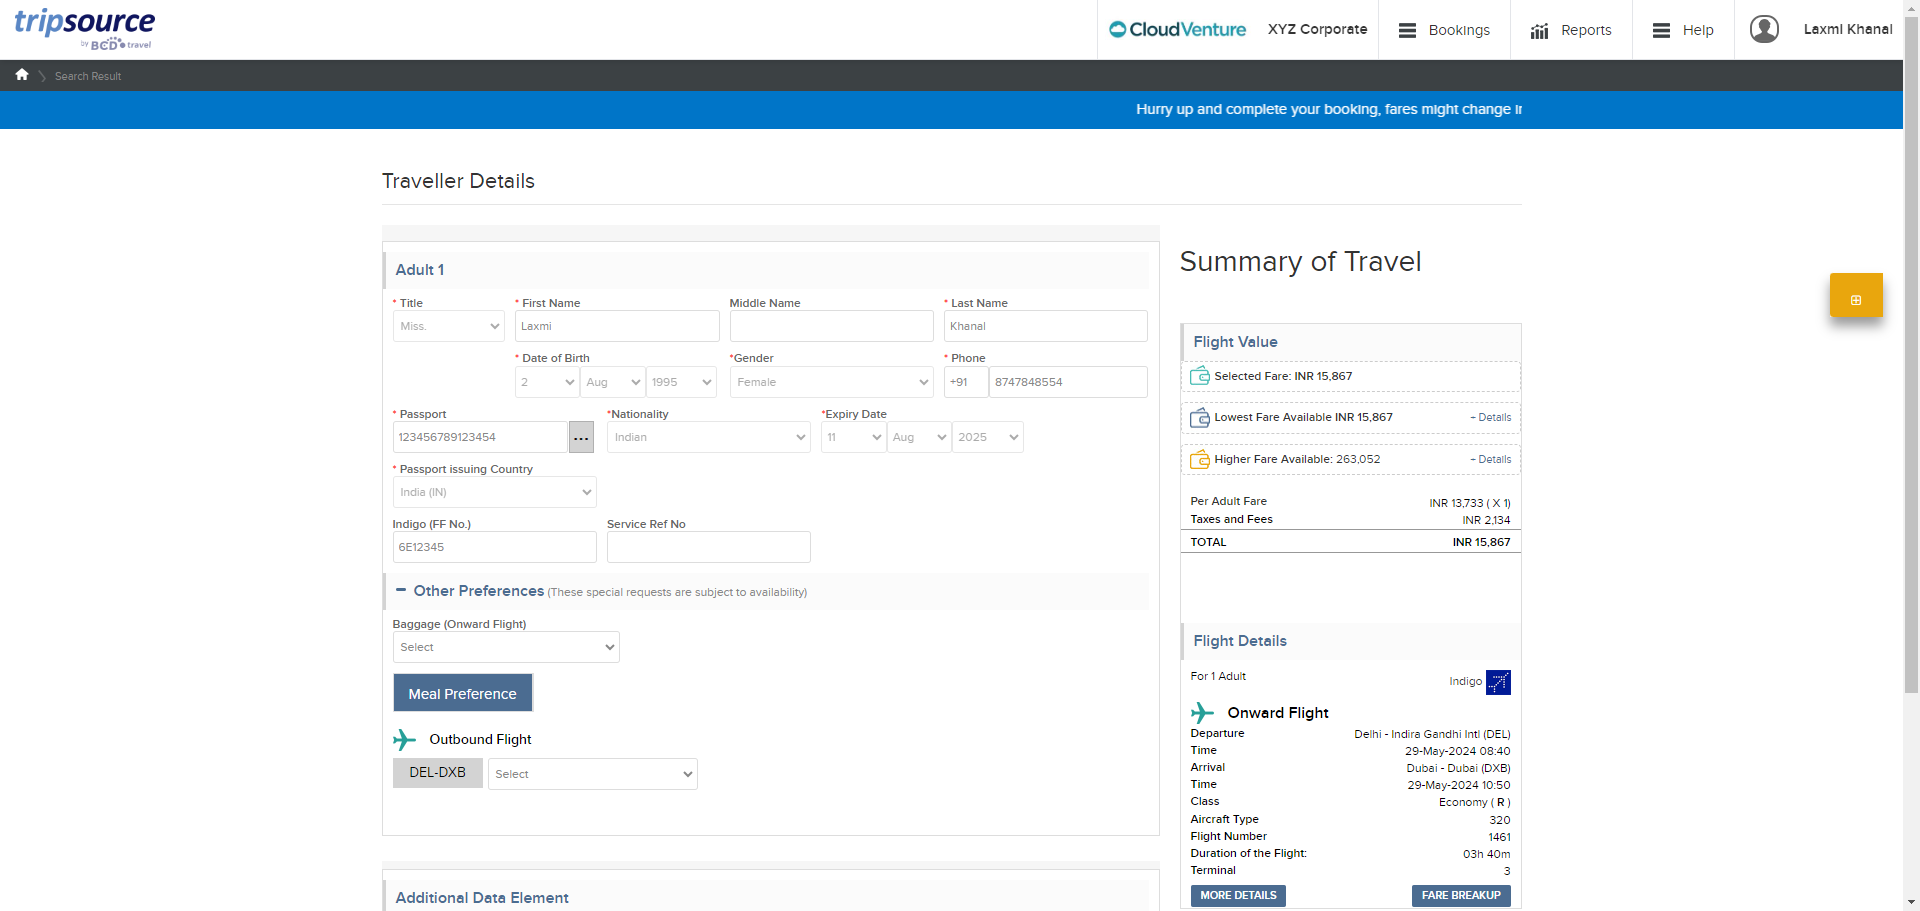 tripsource
by BCD travel
CloudVenture
XYZ Corporate
Bookings
Reports
Help
Laxmi Khanal
Search Result
Hurry up and complete your booking, fares might change in
Traveller Details
Adult 1
* Title
* First Name
Middle Name
* Last Name
Miss.
Laxmi
Khanal
* Date of Birth
*Gender
* Phone
2
Aug
1995
Female
+91
8747848554
* Passport
*Nationality
*Expiry Date
123456789123454
...
Indian
11
Aug
2025
* Passport issuing Country
India (IN)
Indigo (FF No.)
Service Ref No
6E12345
Other Preferences (These special requests are subject to availability)
Baggage (Onward Flight)
Select
Meal Preference
Outbound Flight
DEL-DXB
Select
Additional Data Element
Summary of Travel
Flight Value
Selected Fare: INR 15,867
Lowest Fare Available INR 15,867
+ Details
Higher Fare Available: 263,052
+ Details
Per Adult Fare
INR 13,733 ( X 1)
Taxes and Fees
INR 2,134
TOTAL
INR 15,867
Flight Details
For 1 Adult
Indigo
Onward Flight
Departure
Delhi - Indira Gandhi Intl (DEL)
Time
29-May-2024 08:40
Arrival
Dubai - Dubai (DXB)
Time
29-May-2024 10:50
Class
Economy ( R )
Aircraft Type
320
Flight Number
1461
Duration of the Flight:
03h 40m
Terminal
3
MORE DETAILS
FARE BREAKUP